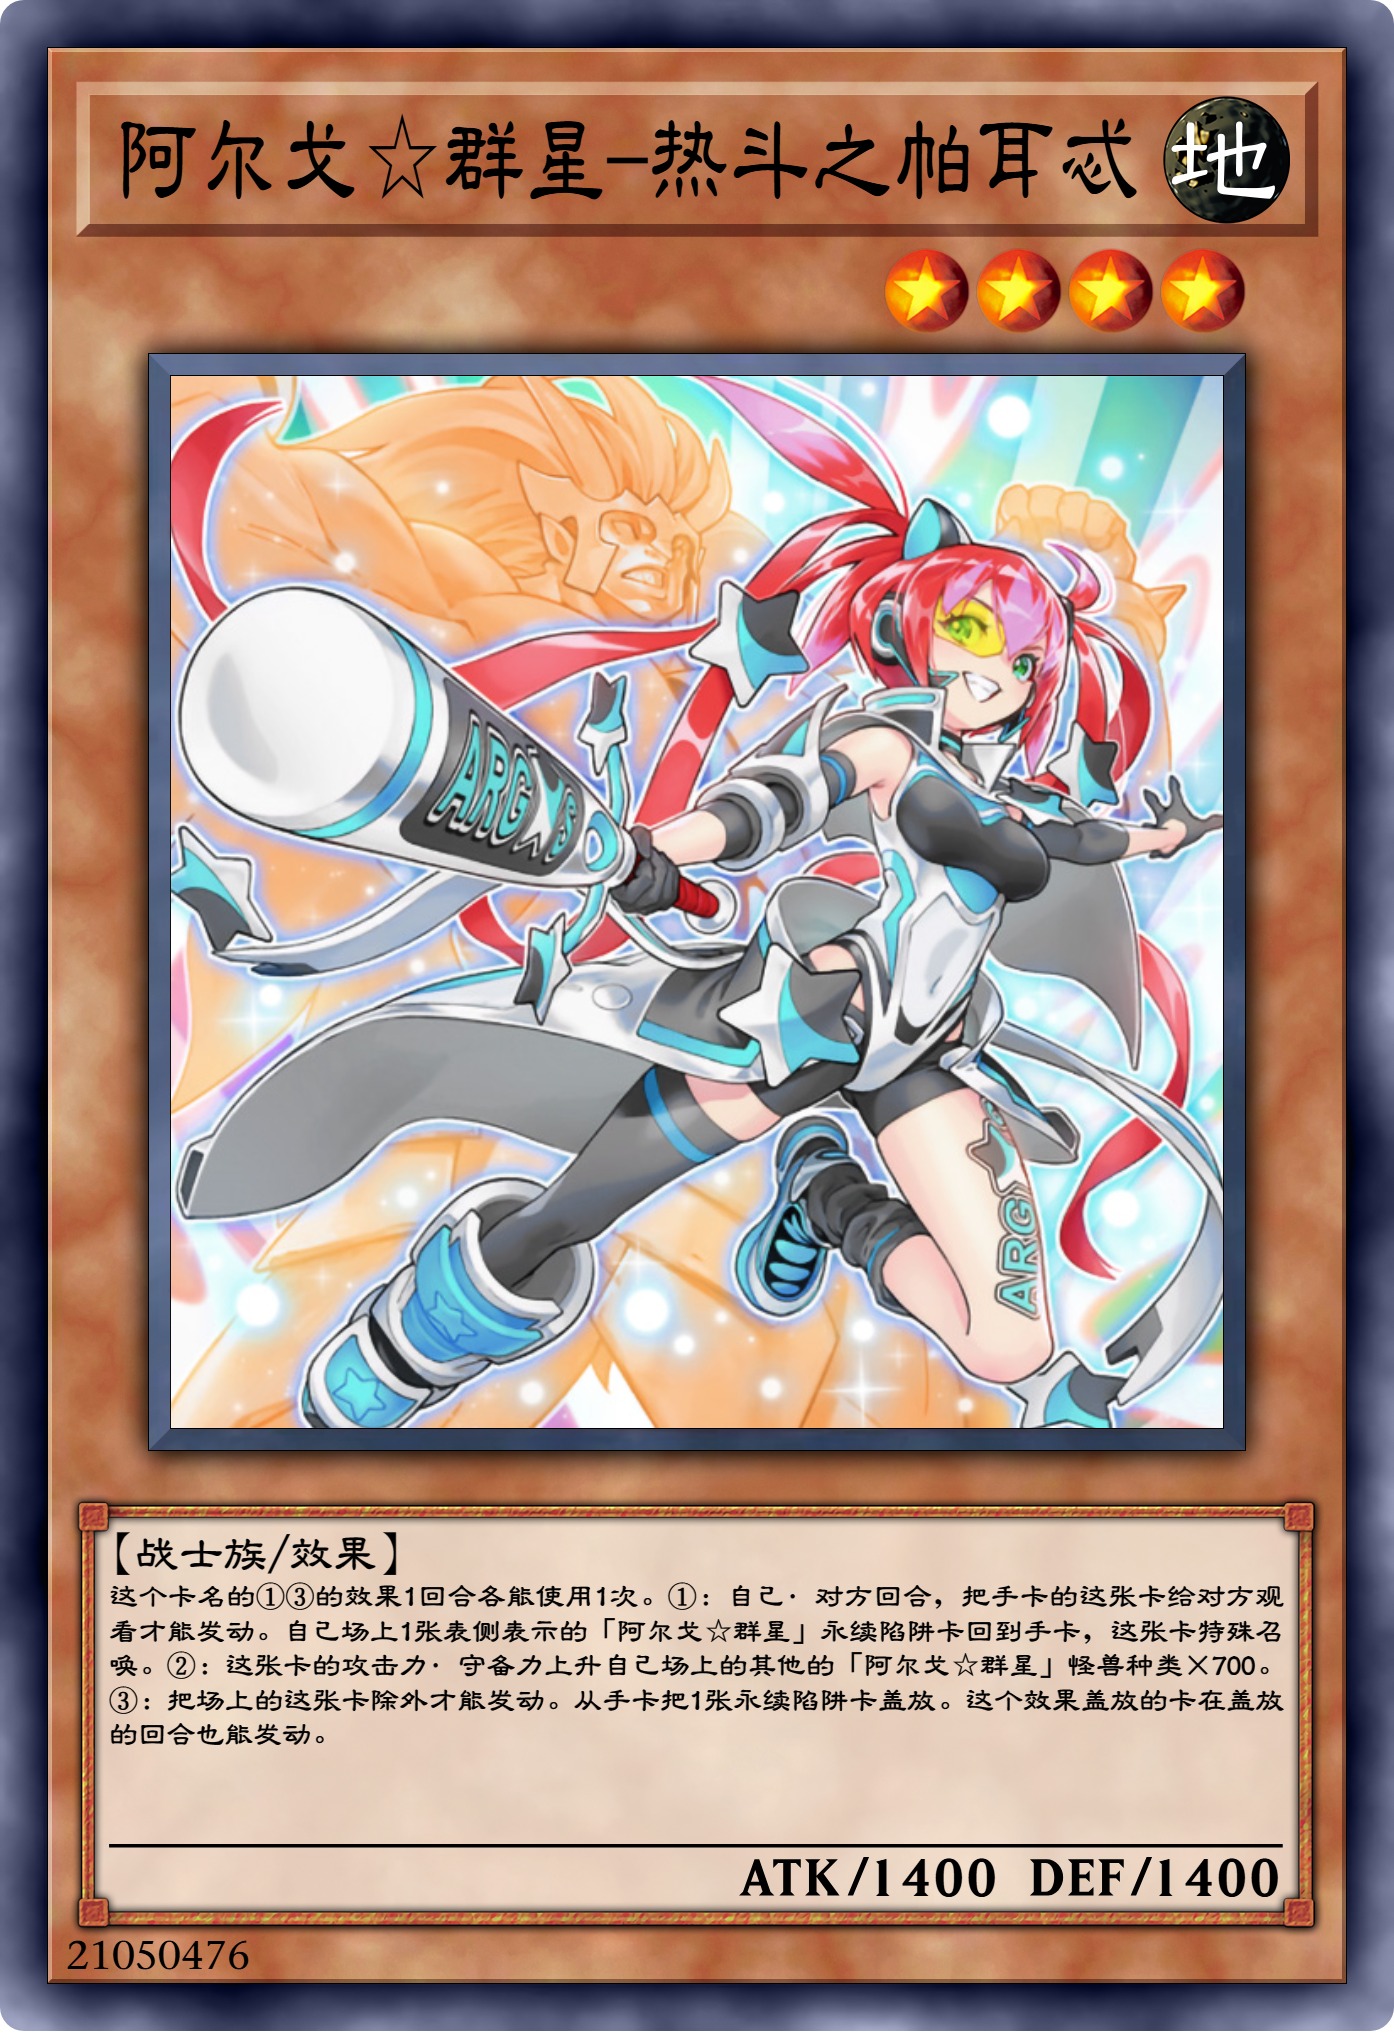 阿尔戈☆群星-热斗之帕耳忒
地
ARG☆S
ARG☆
【战士族/效果】
这个卡名的①③的效果1回合各能使用1次。①：自己·对方回合，把手卡的这张卡给对方观
看才能发动。自己场上1张表侧表示的「阿尔戈☆群星」永续陷阱卡回到手卡，这张卡特殊召
唤。②：这张卡的攻击力·守备力上升自己场上的其他的「阿尔戈☆群星」怪兽种类×700。
③：把场上的这张卡除外才能发动。从手卡把1张永续陷阱卡盖放。这个效果盖放的卡在盖放
的回合也能发动。
ATK/1400 DEF/1400
21050476